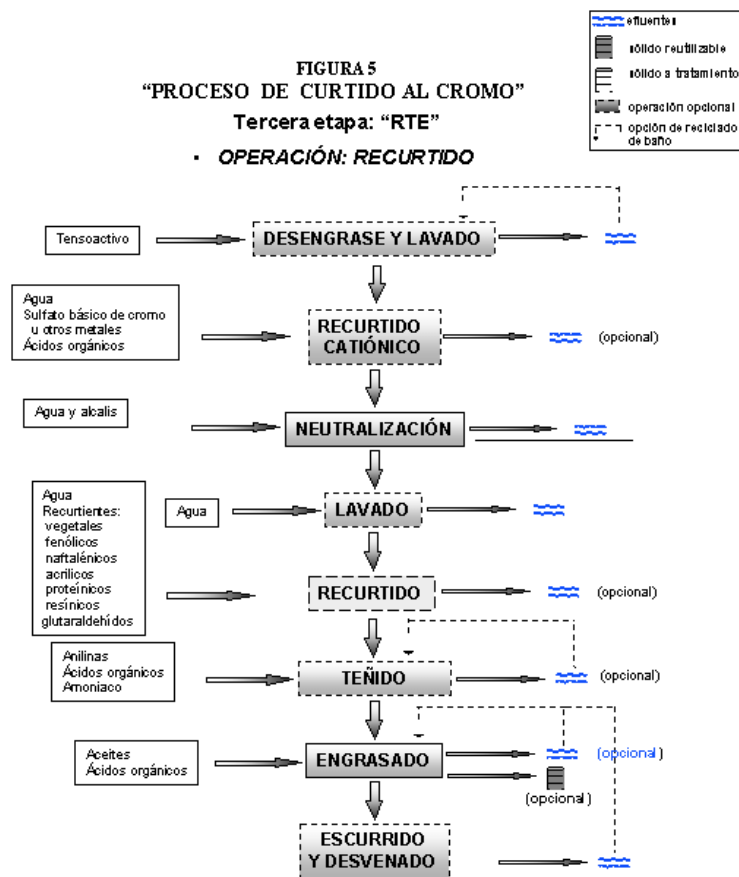 efluentes
sólido reutilizable
sólido a tratamiento
operación opcional
opción de reciclado
de baño
FIGURA 5
“PROCESO DE CURTIDO AL CROMO”
Tercera etapa: “RTE”
• OPERACIÓN: RECURTIDO
Tensoactivo
DESENGRASE Y LAVADO
Agua
Sulfato básico de cromo
u otros metales
Ácidos orgánicos
RECURTIDO
CATIÓNICO
(opcional)
Agua y alcalis
NEUTRALIZACIÓN
Agua
Recurtientes:
vegetales
fenólicos
naftalénicos
acrílicos
proteínicos
resínicos
glutaraldehídos
Agua
LAVADO
RECURTIDO
(opcional)
Anilinas
Ácidos orgánicos
Amoniaco
TEÑIDO
(opcional)
Aceites
Ácidos orgánicos
ENGRASADO
(opcional)
(opcional)
ESCURRIDO
Y DESVENADO